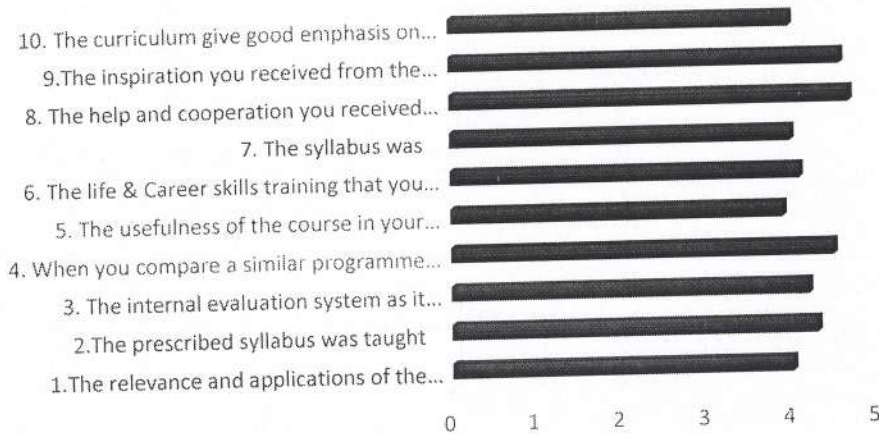 10. The curriculum give good emphasis on...
9.The inspiration you received from the...
8. The help and cooperation you received...
7. The syllabus was
6. The life & Career skills training that you...
5. The usefulness of the course in your...
4. When you compare a similar programme...
3. The internal evaluation system as it...
2.The prescribed syllabus was taught
1.The relevance and applications of the...
0 1 2 3 4 5